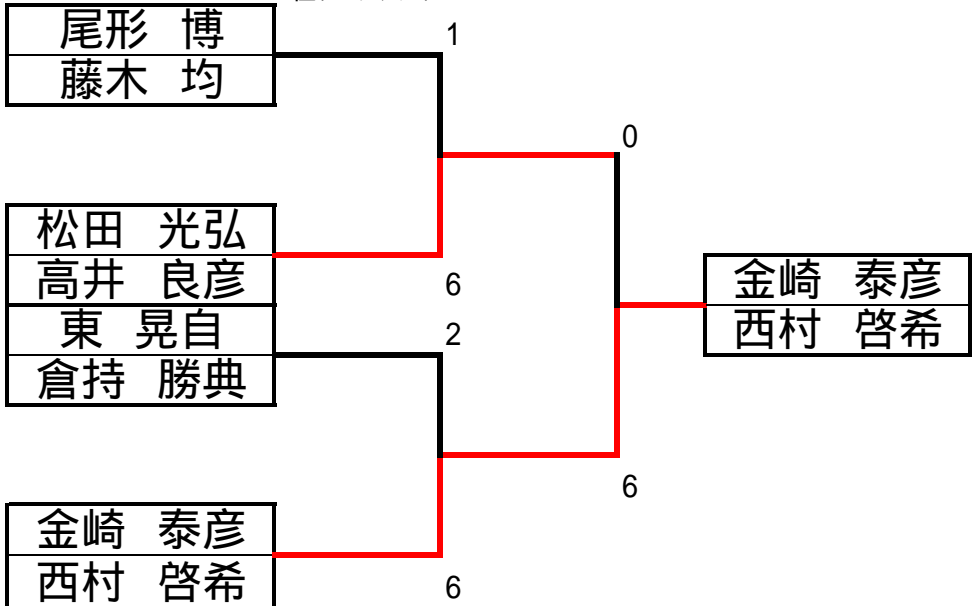 尾形 博
藤木 均
1
0
松田 光弘
高井 良彦
6
東 晃自
2
倉持 勝典
金崎 泰彦
西村 啓希
6
金崎 泰彦
西村 啓希
6